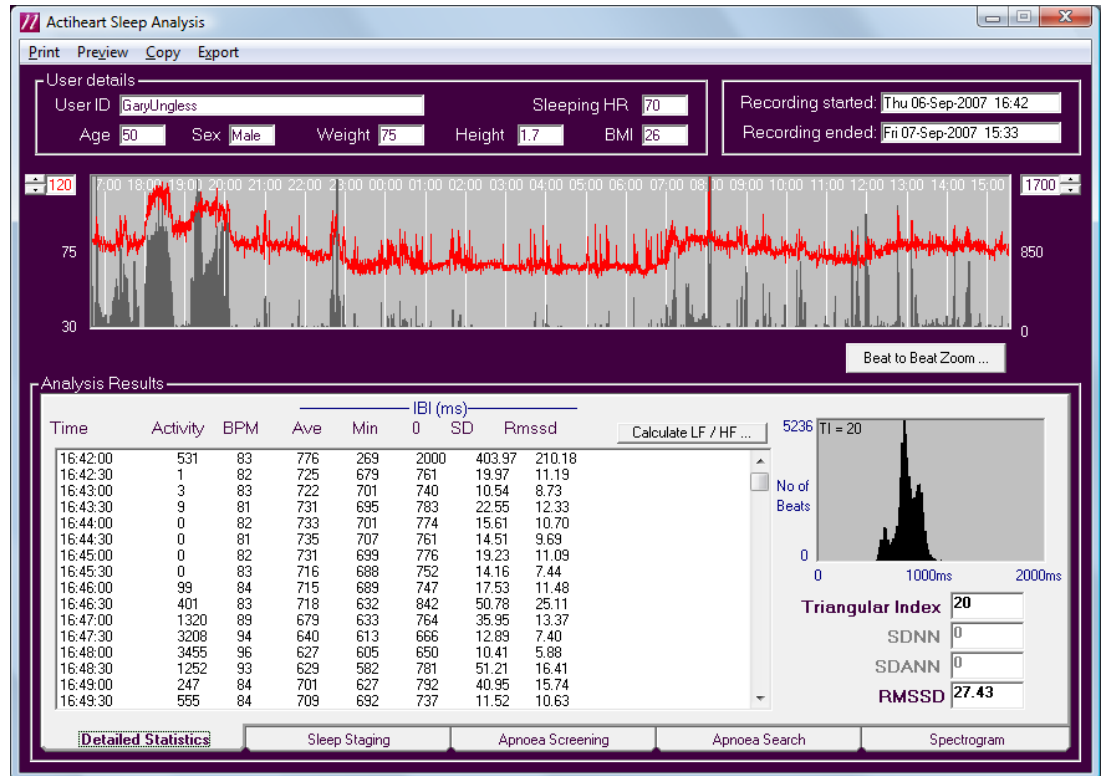 Actiheart Sleep Analysis
Print Preview Copy Export
User details
User ID GaryUngless Sleeping HR 70
Age 50 Sex Male Weight 75 Height 1.7 BMI 26
Recording started: Thu 06-Sep-2007 16:42
Recording ended: Fri 07-Sep-2007 15:33
120 7:00 18:00 19:00 20:00 21:00 22:00 23:00 00:00 01:00 02:00 03:00 04:00 05:00 06:00 07:00 08:00 09:00 10:00 11:00 12:00 13:00 14:00 15:00 1700
75 850
30 0
Beat to Beat Zoom ...
Analysis Results
IBI (ms)
Time Activity BPM Ave Min 0 SD Rmssd Calculate LF / HF ...
16:42:00 531 83 776 269 2000 403.97 210.18
16:42:30 1 82 725 679 761 19.97 11.19
16:43:00 3 83 722 701 740 10.54 8.73
16:43:30 9 81 731 695 783 22.55 12.33
16:44:00 0 82 733 701 774 15.61 10.70
16:44:30 0 81 735 707 761 14.51 9.69
16:45:00 0 82 731 699 776 19.23 11.09
16:45:30 0 83 716 688 752 14.16 7.44
16:46:00 99 84 715 689 747 17.53 11.48
16:46:30 401 83 718 632 842 50.78 25.11
16:47:00 1320 89 679 633 764 35.95 13.37
16:47:30 3208 94 640 613 666 12.89 7.40
16:48:00 3455 96 627 605 650 10.41 5.88
16:48:30 1252 93 629 582 781 51.21 16.41
16:49:00 247 84 701 627 792 40.95 15.74
16:49:30 555 84 709 692 737 11.52 10.63
5236 TI = 20
No of
Beats
0
0 1000ms 2000ms
Triangular Index 20
SDNN 0
SDANN 0
RMSSD 27.43
Detailed Statistics Sleep Staging Apnoea Screening Apnoea Search Spectrogram